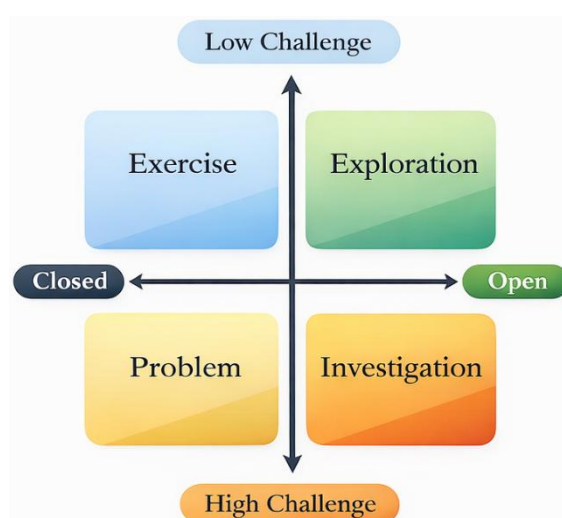 Low Challenge
Exercise
Exploration
Closed
Open
Problem
Investigation
High Challenge